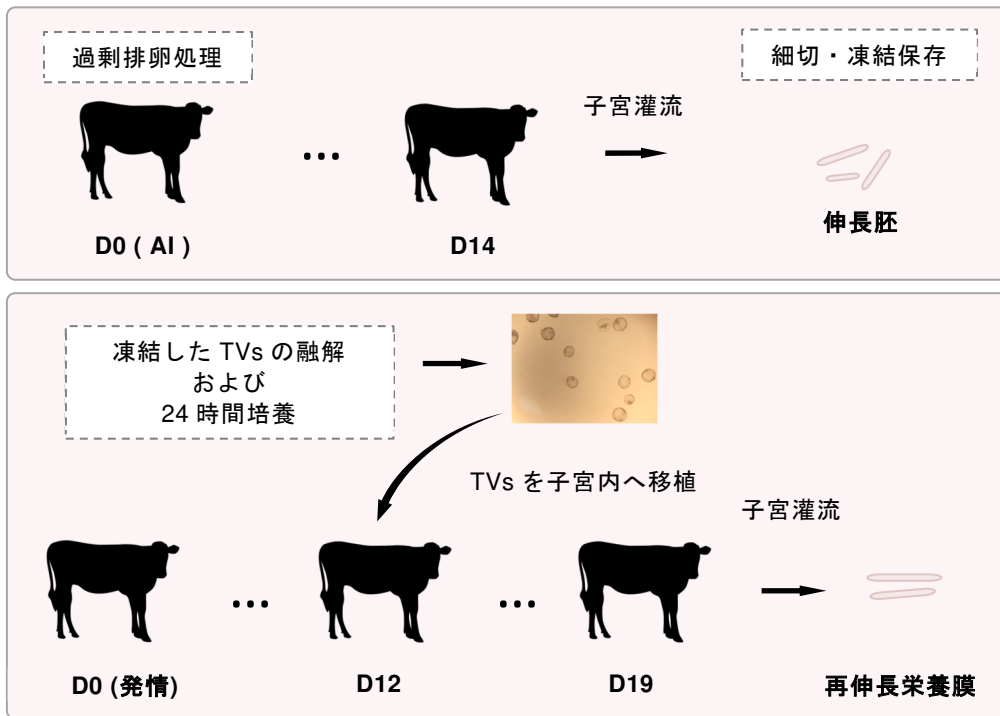 過剰排卵処理
細切・凍結保存
子宮灌流
...
伸長胚
D0 ( AI )
D14
凍結した TVs の融解
および
24 時間培養
TVs を子宮内へ移植
子宮灌流
...
...
D0 (発情)
D12
D19
再伸長栄養膜